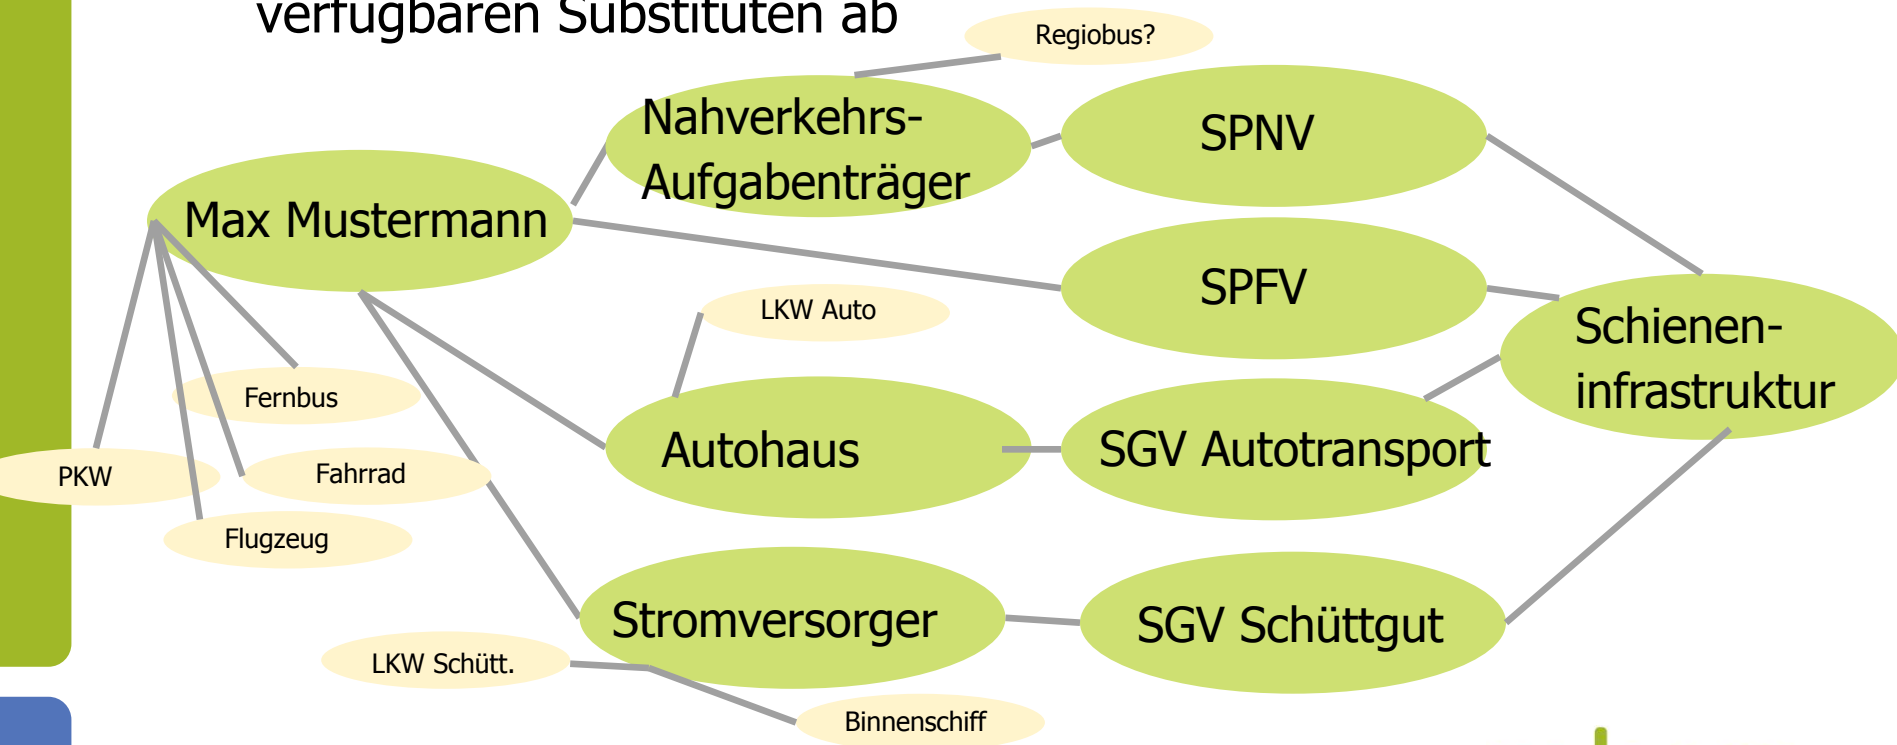 verfügbaren Substituten ab
Regiobus?
Nahverkehrs-
Aufgabenträger
SPNV
Max Mustermann
SPFV
LKW Auto
Schienen-
infrastruktur
Fernbus
Autohaus
SGV Autotransport
PKW
Fahrrad
Flugzeug
Stromversorger
SGV Schüttgut
LKW Schütt.
Binnenschiff